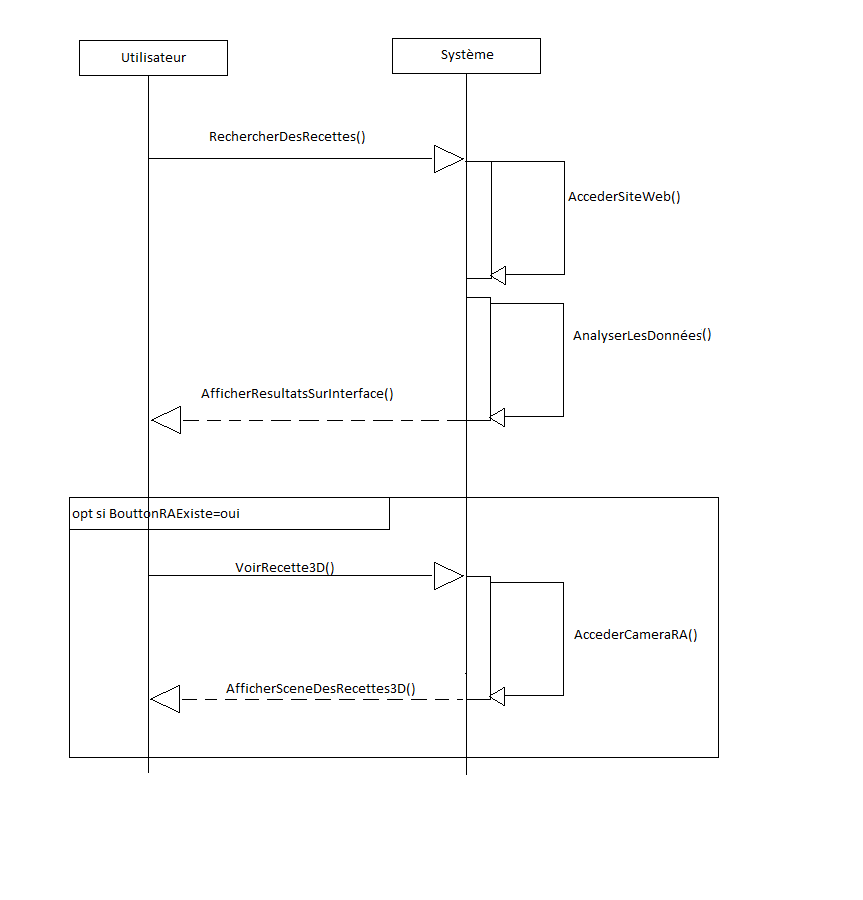 Utilisateur
Système
RechercherDesRecettes()
AccederSiteWeb()
AnalyserLesDonnées()
AfficherResultatsSurInterface()
opt si BouttonRAExiste=oui
VoirRecette3D()
AccederCameraRA()
AfficherSceneDesRecettes3D()